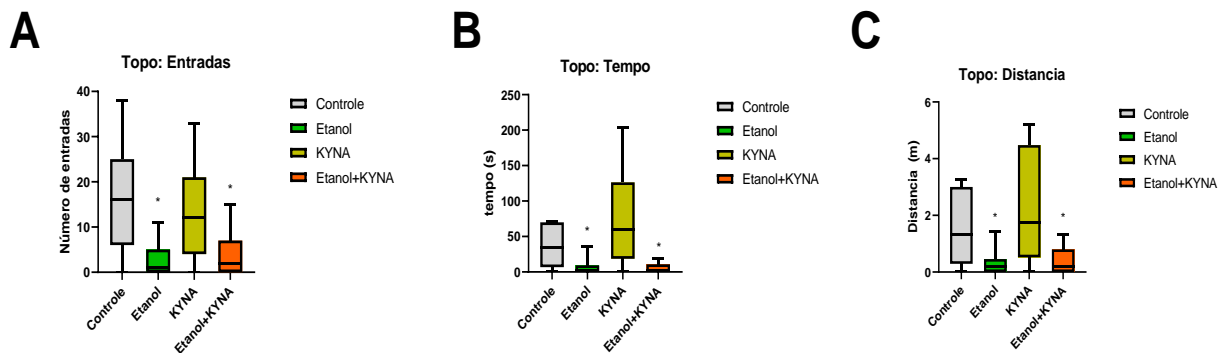 A
Topo: Entradas
Número de entradas
40
30
20
10
0
*
*
Controle
Etanol
KYNA
Etanol+KYNA
Controle
Etanol
KYNA
Etanol+KYNA
B
Topo: Tempo
tempo (s)
250
200
150
100
50
0
*
*
Controle
Etanol
KYNA
Etanol+KYNA
Controle
Etanol
KYNA
Etanol+KYNA
C
Topo: Distancia
Distancia (m)
6
4
2
0
*
*
Controle
Etanol
KYNA
Etanol+KYNA
Controle
Etanol
KYNA
Etanol+KYNA